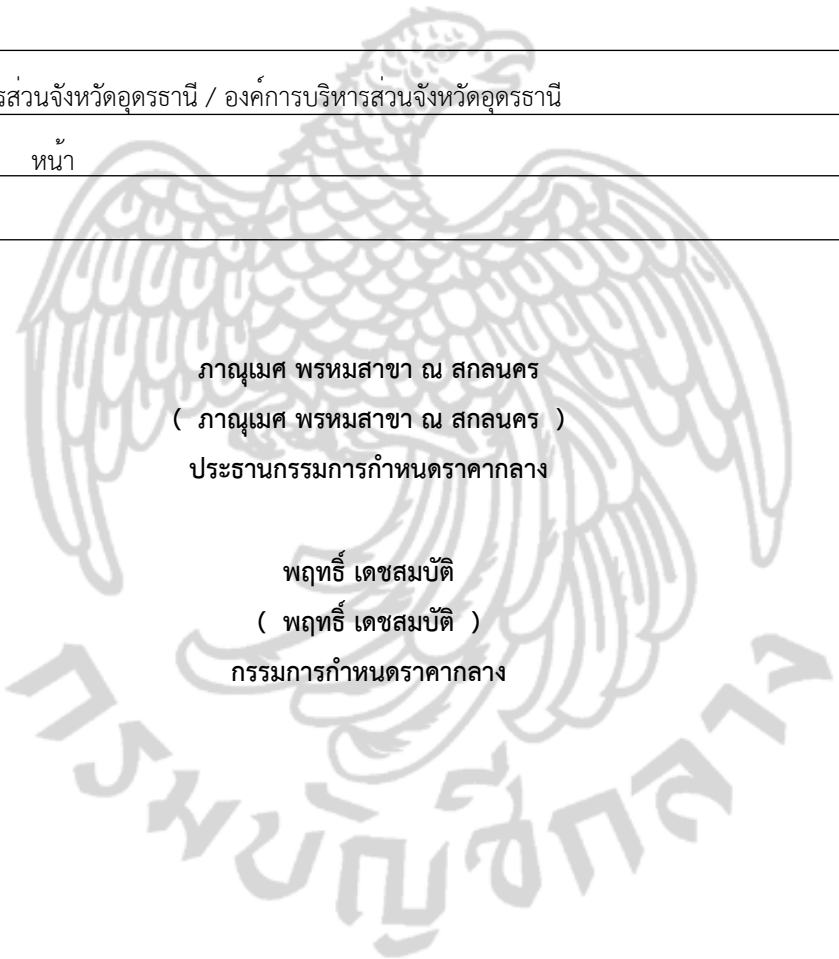 รส่วนจังหวัดอุดรธานี / องค์การบริหารส่วนจังหวัดอุดรธานี
หน้า
ภาณุเมศ พรหมสาขา ณ สกลนคร
( ภาณุเมศ พรหมสาขา ณ สกลนคร )
ประธานกรรมการกำหนดราคากลาง
พฤทธิ์ เดชสมบัติ
( พฤทธิ์ เดชสมบัติ )
กรรมการกำหนดราคากลาง
กรมบัญชีกลาง